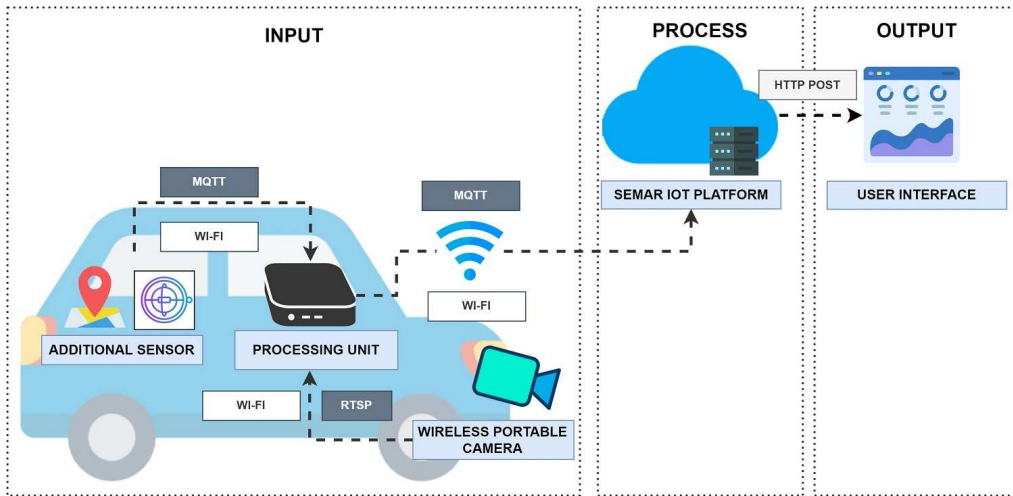 INPUT
PROCESS
OUTPUT
HTTP POST
MQTT
MQTT
SEMAR IOT PLATFORM
USER INTERFACE
WI-FI
WI-FI
ADDITIONAL SENSOR
PROCESSING UNIT
WI-FI
RTSP
WIRELESS PORTABLE
CAMERA